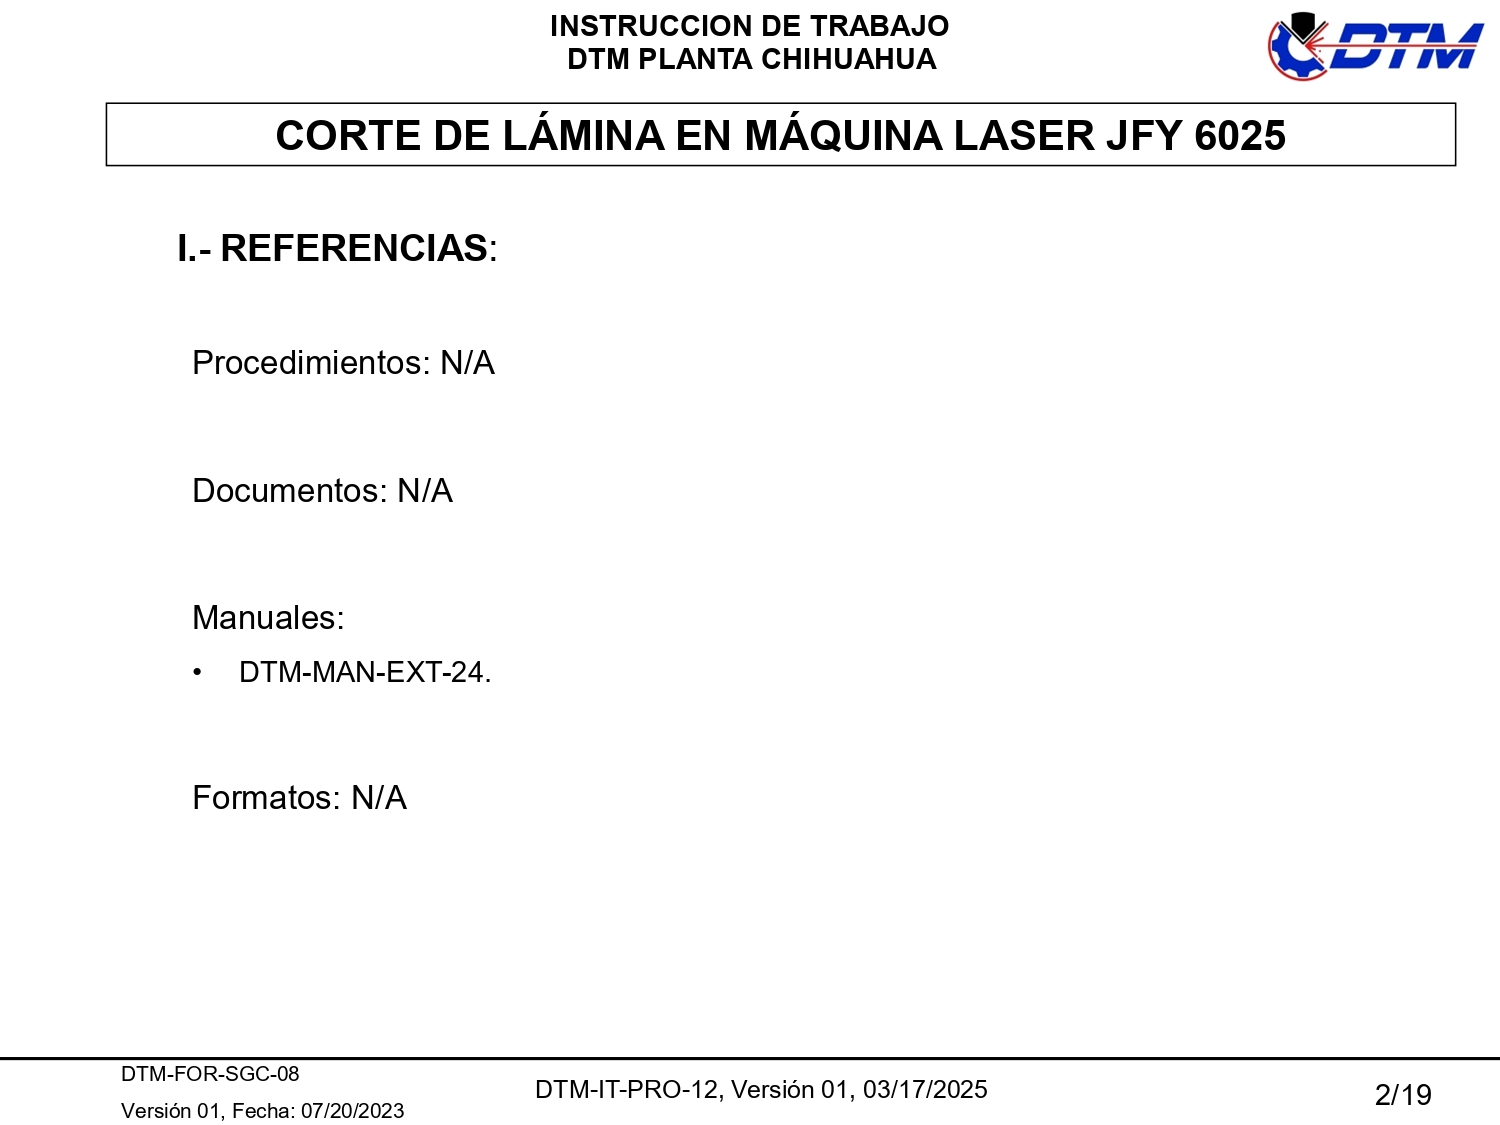 INSTRUCCION DE TRABAJO
DTM PLANTA CHIHUAHUA
DTM
CORTE DE LÁMINA EN MÁQUINA LASER JFY 6025
I.- REFERENCIAS:
Procedimientos: N/A
Documentos: N/A
Manuales:
• DTM-MAN-EXT-24.
Formatos: N/A
DTM-FOR-SGC-08
Versión 01, Fecha: 07/20/2023
DTM-IT-PRO-12, Versión 01, 03/17/2025
2/19